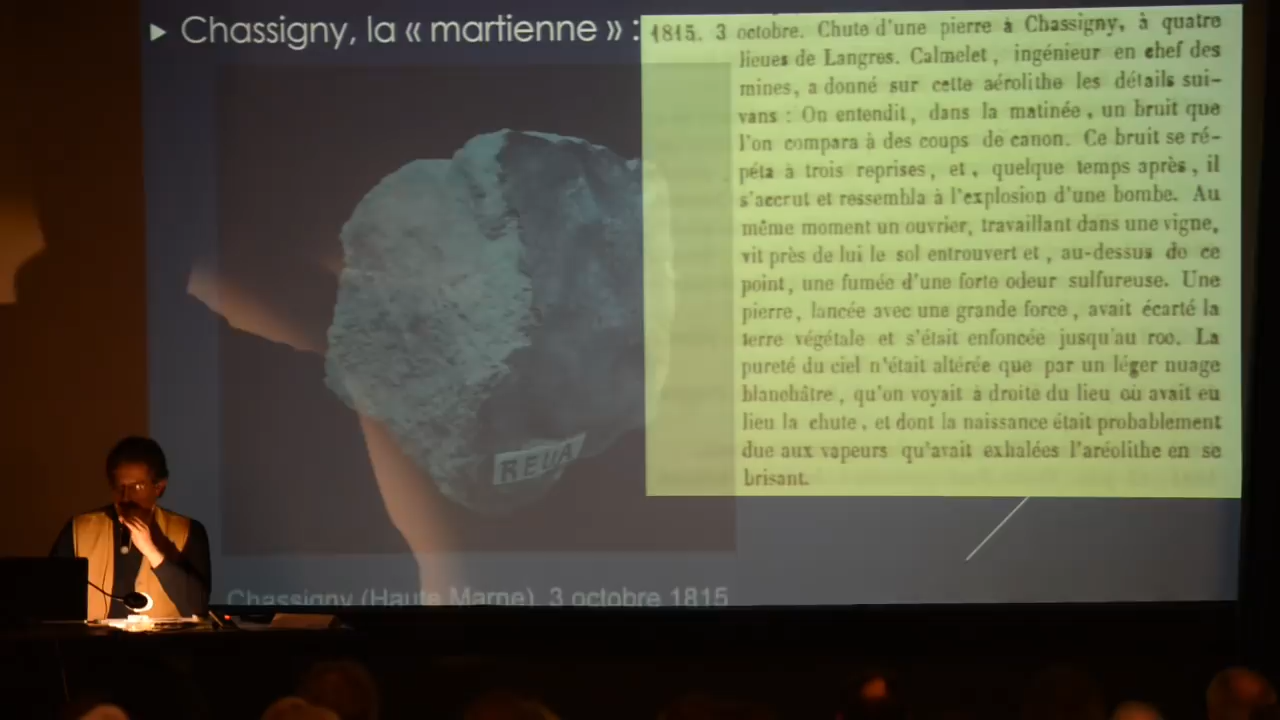 ► Chassigny, la « martienne » :
1815. 3 octobre. Chute d'une pierre à Chassigny, à quatre
lieues de Langres. Calmelet, ingénieur en chef des
mines, a donné sur cette aérolithe les détails sui-
vans : On entendit, dans la matinée, un bruit que
l'on compara à des coups de canon. Ce bruit se ré-
péta à trois reprises, et, quelque temps après, il
s'accrut et ressembla à l'explosion d'une bombe. Au
même moment un ouvrier, travaillant dans une vigne,
vit près de lui le sol entrouvert et, au-dessus de ce
point, une fumée d'une forte odeur sulfureuse. Une
pierre, lancée avec une grande force, avait écarté la
terre végétale et s'était enfoncée jusqu'au roc. La
pureté du ciel n'était altérée que par un léger nuage
blanchâtre, qu'on voyait à droite du lieu où avait eu
lieu la chute, et dont la naissance était probablement
due aux vapeurs qu'avait exhalées l'aréolithe en se
brisant.
REUA
Chassigny (Haute Marne), 3 octobre 1815